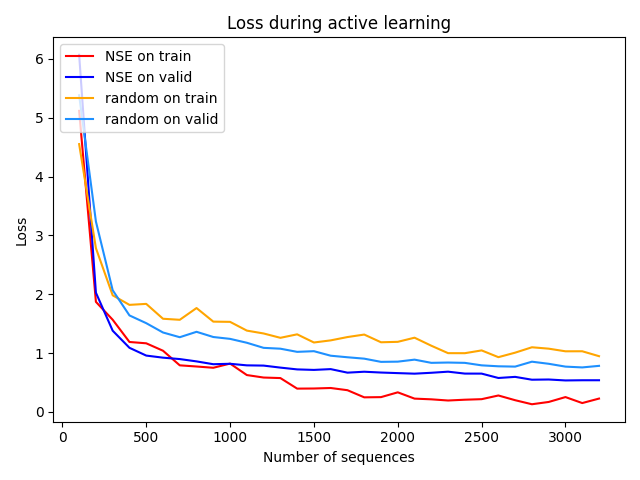 Loss during active learning
NSE on train
NSE on valid
random on train
random on valid
Loss
6
5
4
3
2
1
0
0 500 1000 1500 2000 2500 3000
Number of sequences